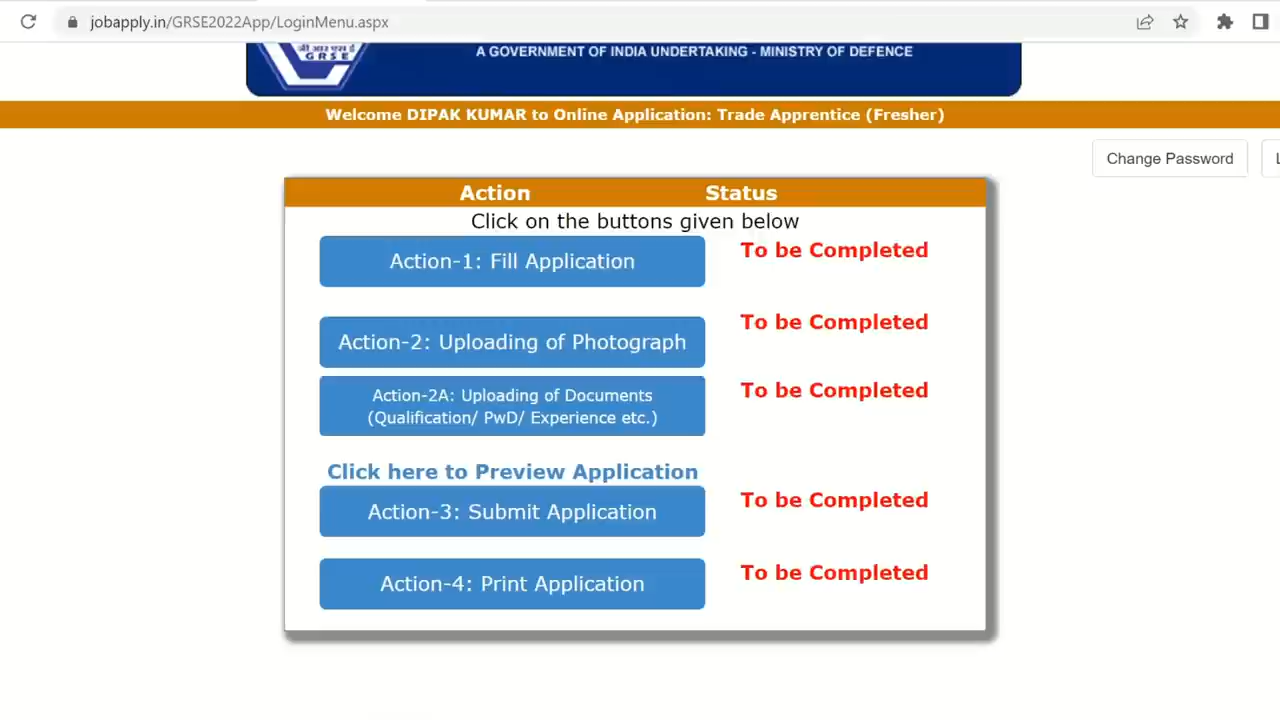 jobapply.in/GRSE2022App/LoginMenu.aspx
जी आर एस ई
GRSE
A GOVERNMENT OF INDIA UNDERTAKING - MINISTRY OF DEFENCE
Welcome DIPAK KUMAR to Online Application: Trade Apprentice (Fresher)
Change Password
Action Status
Click on the buttons given below
Action-1: Fill Application To be Completed
Action-2: Uploading of Photograph To be Completed
Action-2A: Uploading of Documents To be Completed
(Qualification/ PwD/ Experience etc.)
Click here to Preview Application
Action-3: Submit Application To be Completed
Action-4: Print Application To be Completed